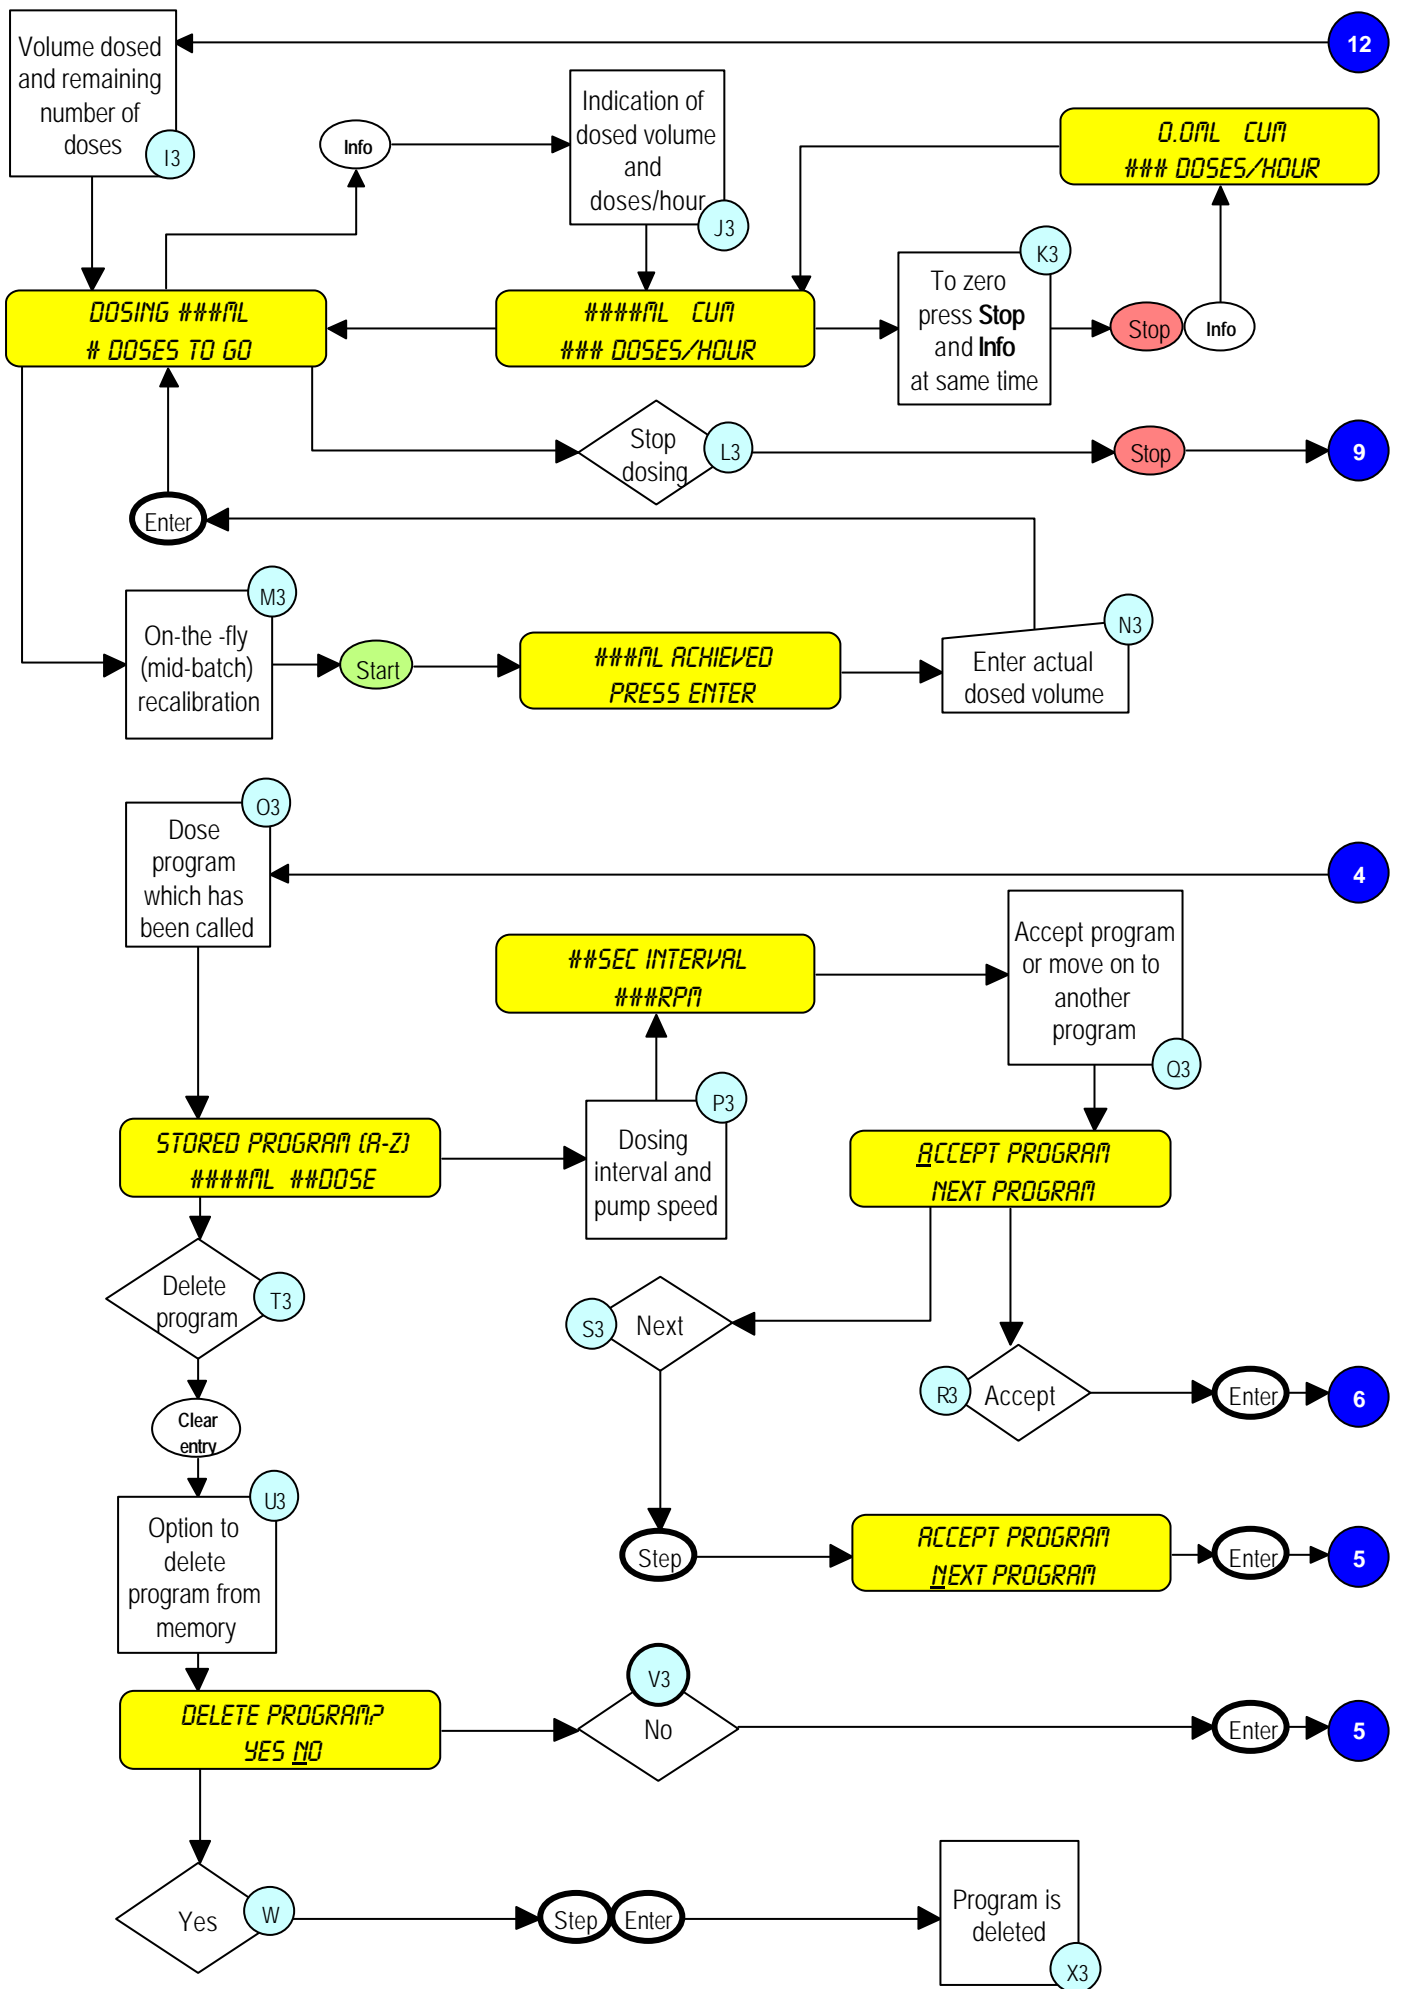 Volume dosed
and remaining
number of
doses
I3
12
Info
Indication of
dosed volume
and
doses/hour
J3
0.0ML CUM
### DOSES/HOUR
K3
To zero
press Stop
and Info
at same time
Stop
Info
DOSING ###ML
# DOSES TO GO
####ML CUM
### DOSES/HOUR
Stop
dosing
L3
Stop
9
Enter
M3
On-the -fly
(mid-batch)
recalibration
Start
###ML ACHIEVED
PRESS ENTER
N3
Enter actual
dosed volume
O3
Dose
program
which has
been called
4
##SEC INTERVAL
###RPM
Accept program
or move on to
another
program
Q3
P3
Dosing
interval and
pump speed
STORED PROGRAM (A-Z)
####ML ##DOSE
ACCEPT PROGRAM
NEXT PROGRAM
Delete
program
T3
S3
Next
R3
Accept
Enter
6
Clear
entry
U3
Option to
delete
program from
memory
Step
ACCEPT PROGRAM
NEXT PROGRAM
Enter
5
DELETE PROGRAM?
YES NO
V3
No
Enter
5
Yes
W
Step
Enter
Program is
deleted
X3